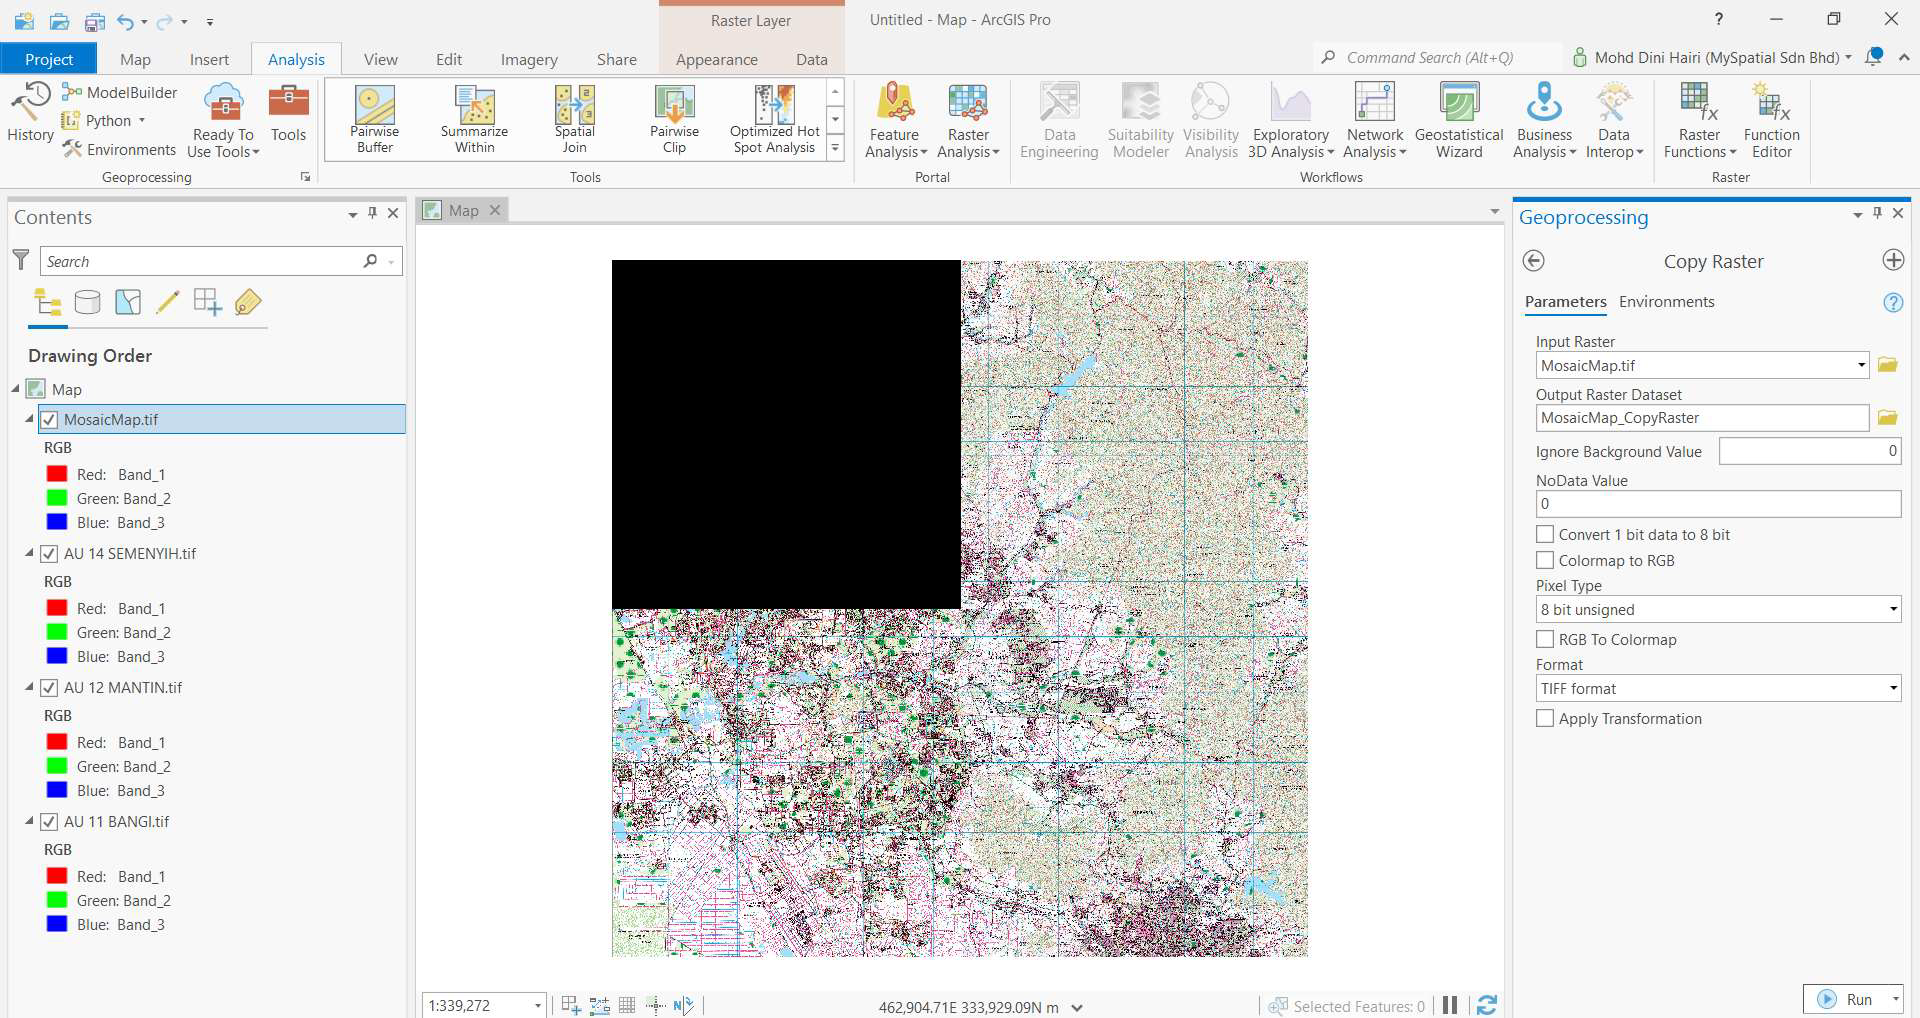 Raster Layer
Untitled - Map - ArcGIS Pro
?
Project
Map
Insert
Analysis
View
Edit
Imagery
Share
Appearance
Data
Command Search (Alt+Q)
Mohd Dini Hairi (MySpatial Sdn Bhd)
History
ModelBuilder
Python
Environments
Ready To
Use Tools
Tools
Geoprocessing
Pairwise
Buffer
Summarize
Within
Spatial
Join
Pairwise
Clip
Optimized Hot
Spot Analysis
Tools
Feature
Analysis
Raster
Analysis
Portal
Data
Engineering
Suitability
Modeler
Visibility
Analysis
Exploratory
3D Analysis
Network
Analysis
Geostatistical
Wizard
Business
Analysis
Data
Interop
Workflows
Raster
Functions
Function
Editor
Raster
Contents
Search
Drawing Order
Map
MosaicMap.tif
RGB
Red: Band_1
Green: Band_2
Blue: Band_3
AU 14 SEMENYIH.tif
RGB
Red: Band_1
Green: Band_2
Blue: Band_3
AU 12 MANTIN.tif
RGB
Red: Band_1
Green: Band_2
Blue: Band_3
AU 11 BANGI.tif
RGB
Red: Band_1
Green: Band_2
Blue: Band_3
Map
1:339,272
462,904.71E 333,929.09N m
Selected Features: 0
Geoprocessing
Copy Raster
Parameters
Environments
?
Input Raster
MosaicMap.tif
Output Raster Dataset
MosaicMap_CopyRaster
Ignore Background Value
0
NoData Value
0
Convert 1 bit data to 8 bit
Colormap to RGB
Pixel Type
8 bit unsigned
RGB To Colormap
Format
TIFF format
Apply Transformation
Run